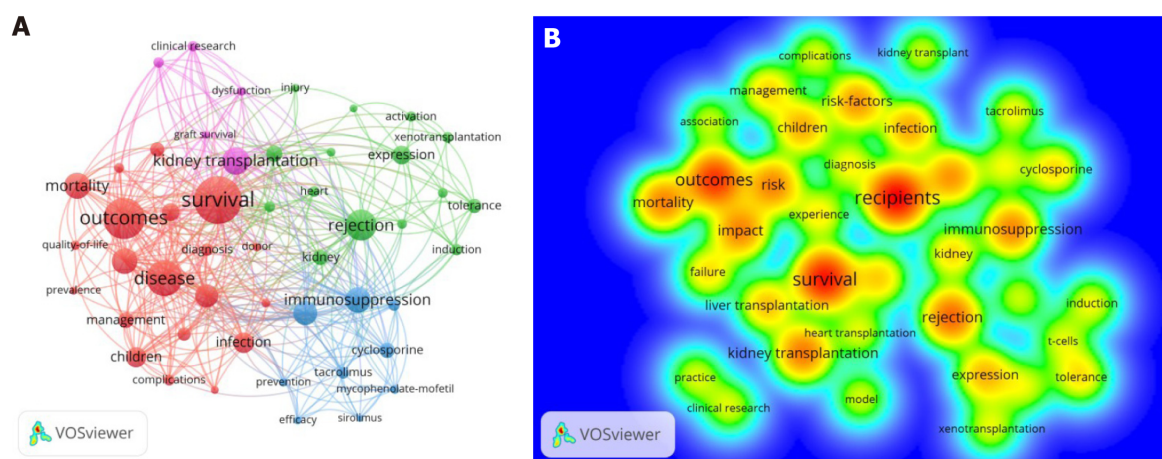 A
clinical research
dysfunction
injury
activation
graft survival
xenotransplantation
kidney transplantation
expression
mortality
survival
heart
tolerance
outcomes
rejection
quality-of-life
diagnosis
donor
induction
kidney
disease
prevalence
immunosuppression
management
infection
cyclosporine
children
tacrolimus
complications
prevention
mycophenolate-mofetil
efficacy
sirolimus
VOSviewer
B
complications
kidney transplant
management
risk-factors
tacrolimus
association
children
infection
diagnosis
cyclosporine
outcomes
risk
recipients
mortality
experience
impact
immunosuppression
kidney
failure
survival
liver transplantation
induction
rejection
heart transplantation
t-cells
kidney transplantation
practice
expression
tolerance
clinical research
model
xenotransplantation
VOSviewer